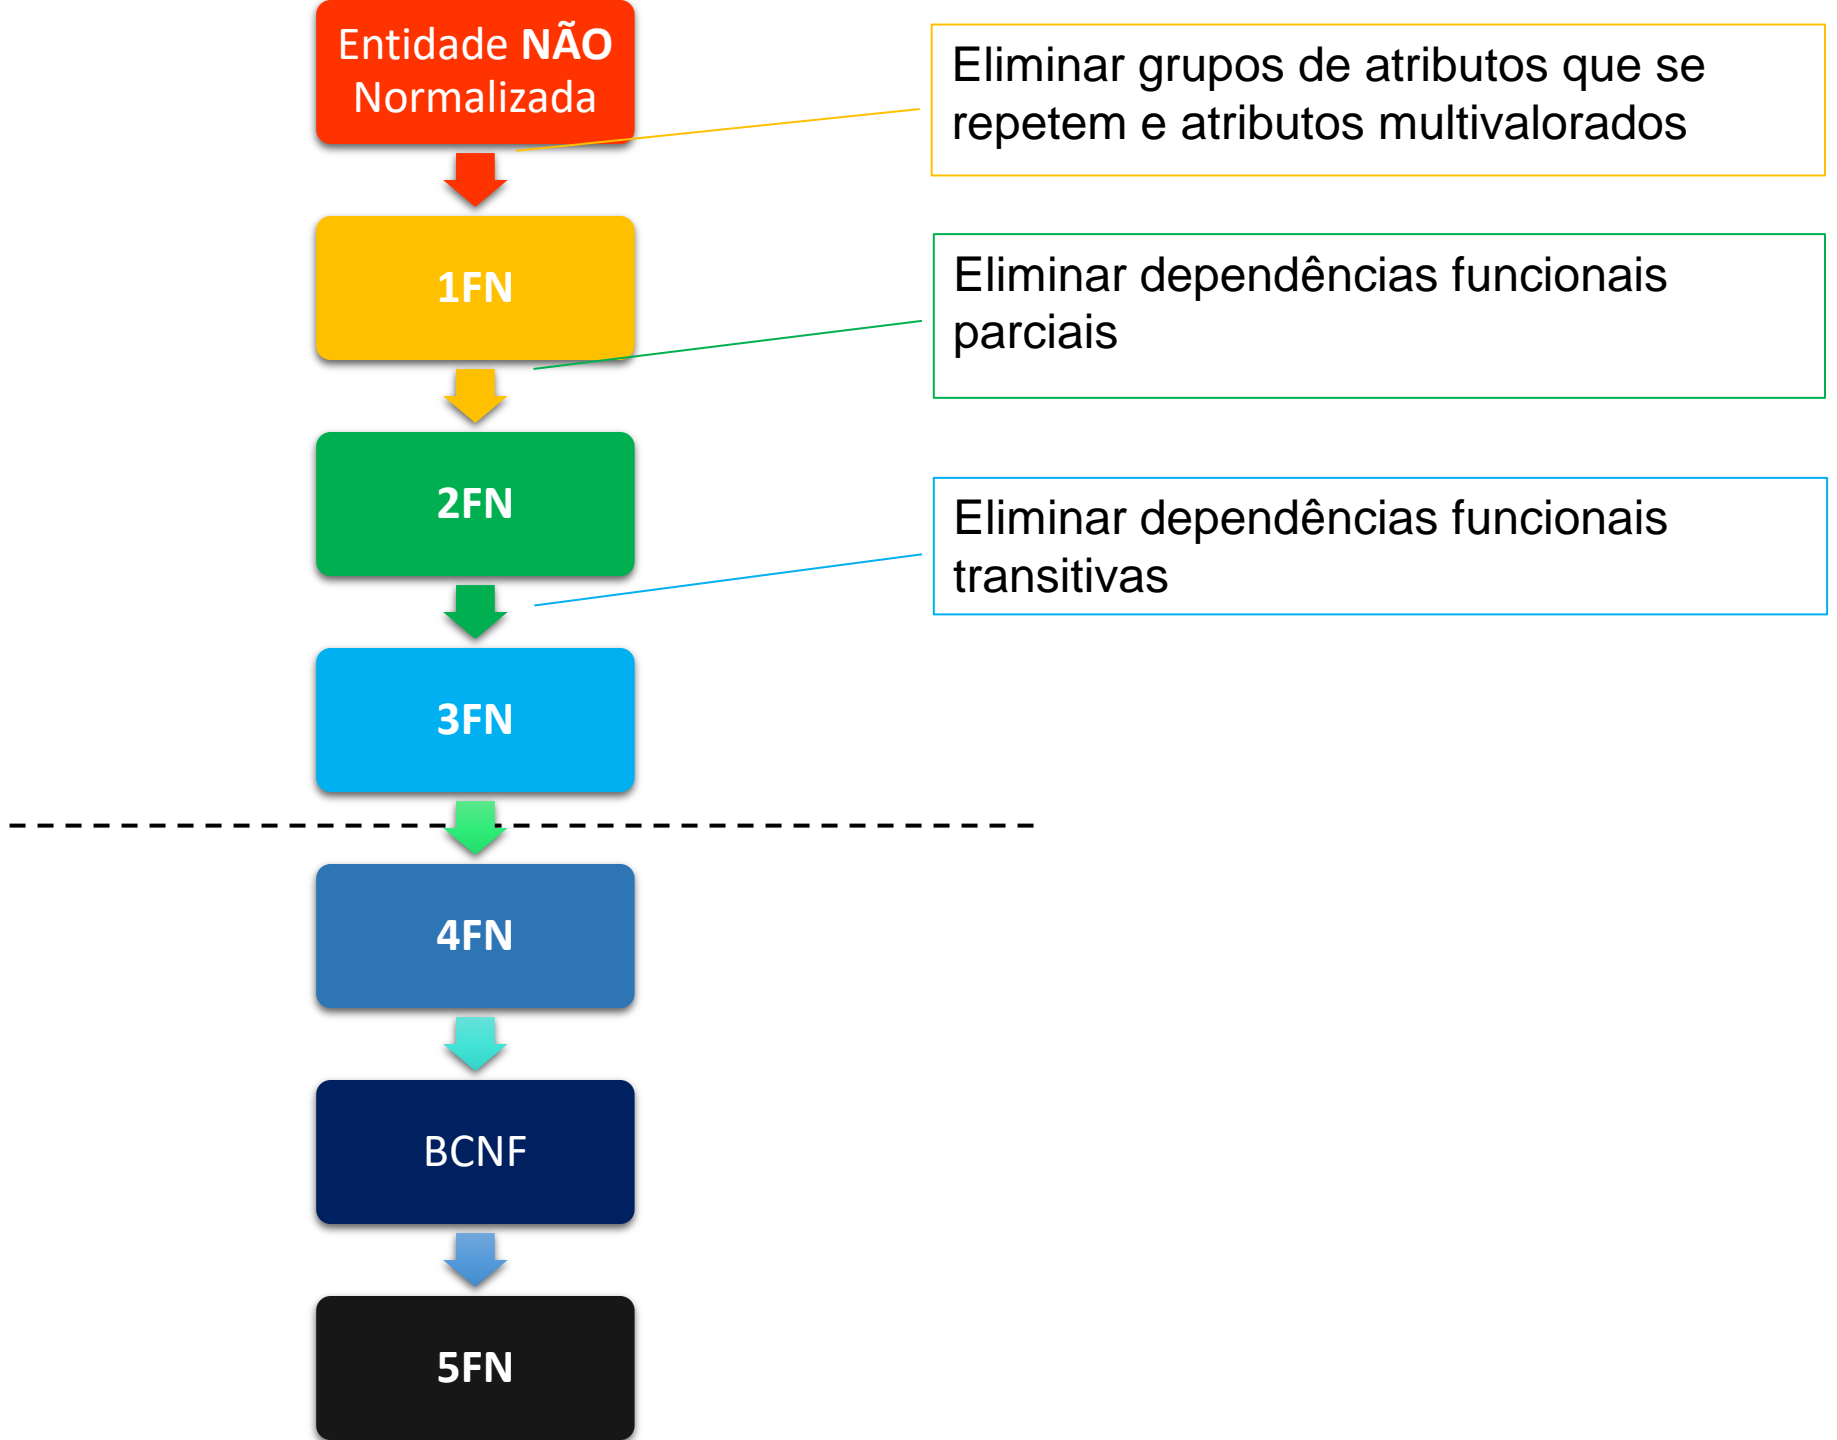 Entidade NÃO
Normalizada
Eliminar grupos de atributos que se
repetem e atributos multivalorados
1FN
Eliminar dependências funcionais
parciais
2FN
Eliminar dependências funcionais
transitivas
3FN
4FN
BCNF
5FN